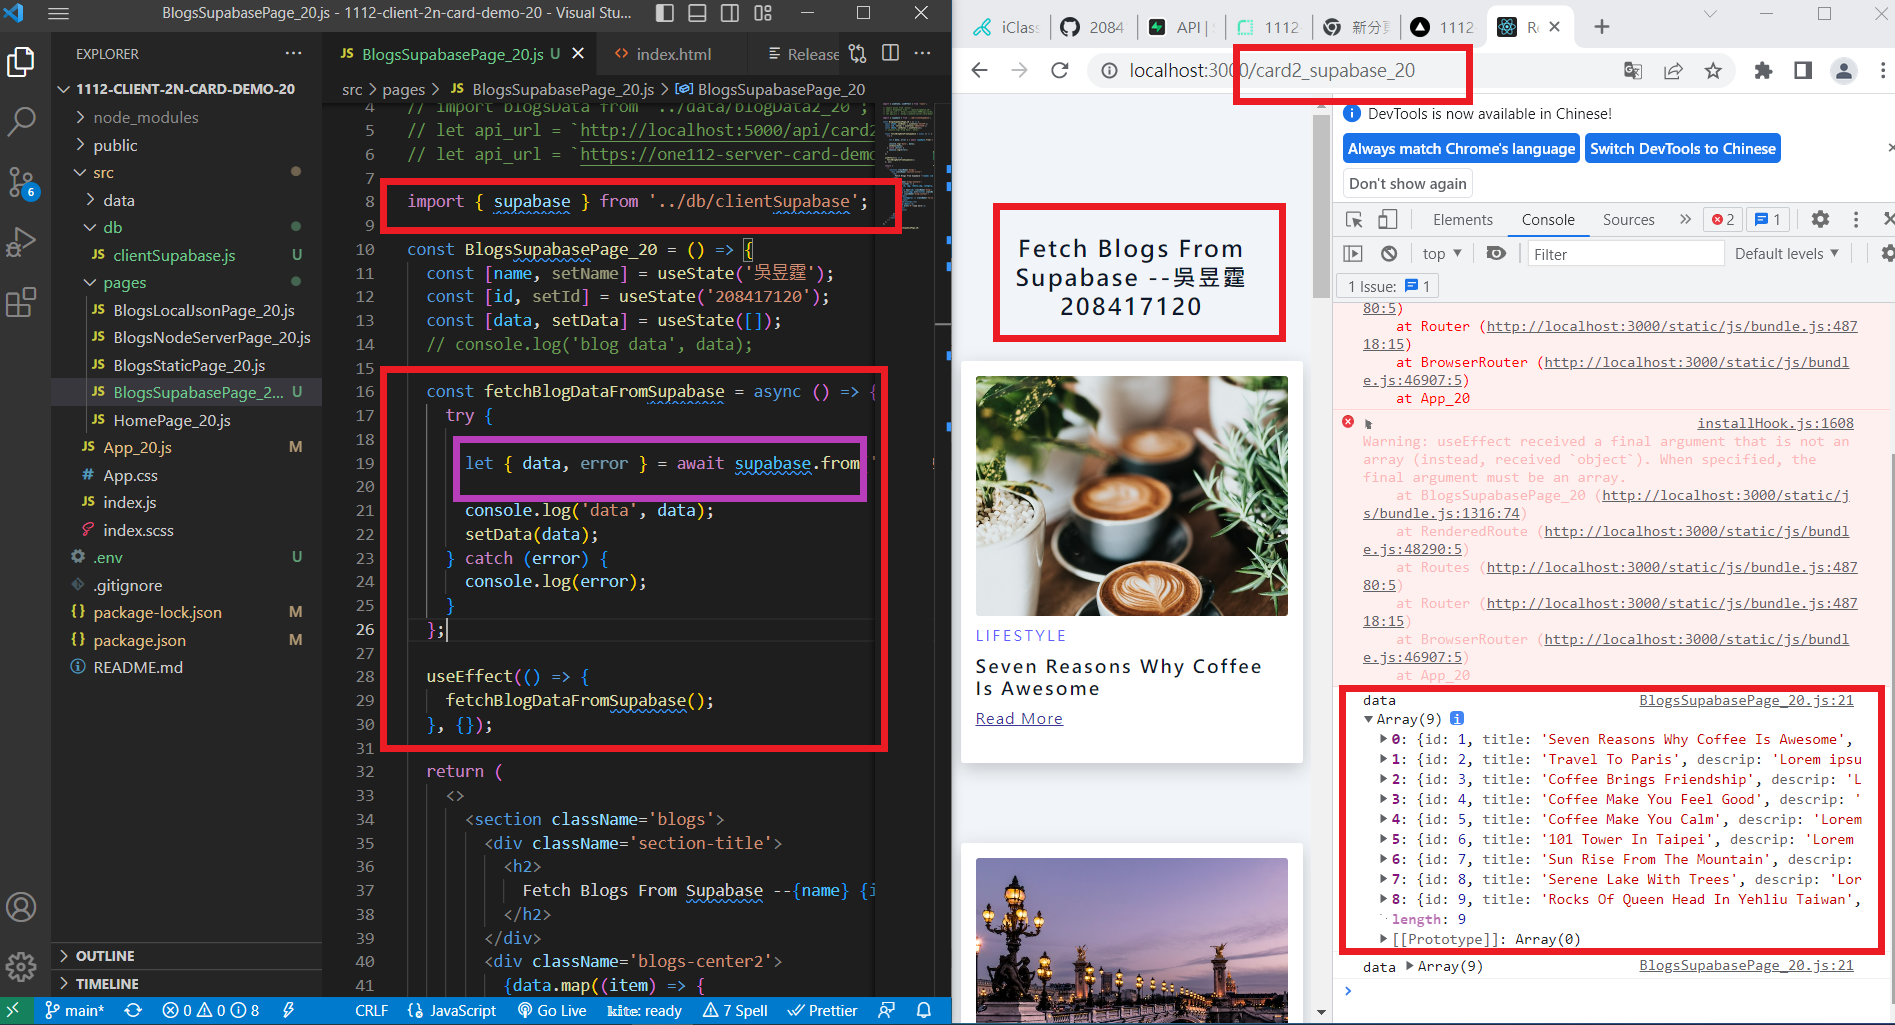 BlogsSupabasePage_20.js - 1112-client-2n-card-demo-20 - Visual Stu...
EXPLORER
1112-CLIENT-2N-CARD-DEMO-20
node_modules
public
src
data
db
JS clientSupabase.js U
pages
JS BlogsLocalJsonPage_20.js
JS BlogsNodeServerPage_20.js
JS BlogsStaticPage_20.js
JS BlogsSupabasePage_2... U
JS HomePage_20.js
JS App_20.js M
# App.css
JS index.js
index.scss
.env U
.gitignore
{} package-lock.json M
{} package.json M
README.md
OUTLINE
TIMELINE
6
JS BlogsSupabasePage_20.js U
<> index.html
Release
src > pages > JS BlogsSupabasePage_20.js > BlogsSupabasePage_20
4 // import blogsData from '../data/blogData2_20';
5 // let api_url = `http://localhost:5000/api/card2
6 // let api_url = `https://one112-server-card-demo
7
8 import { supabase } from '../db/clientSupabase';
9
10 const BlogsSupabasePage_20 = () => {
11 const [name, setName] = useState('吳昱霆');
12 const [id, setId] = useState('208417120');
13 const [data, setData] = useState([]);
14 // console.log('blog data', data);
15
16 const fetchBlogDataFromSupabase = async () => {
17 try {
18
19 let { data, error } = await supabase.from
20
21 console.log('data', data);
22 setData(data);
23 } catch (error) {
24 console.log(error);
25 }
26 };
27
28 useEffect(() => {
29 fetchBlogDataFromSupabase();
30 }, {});
31
32 return (
33 <>
34 <section className='blogs'>
35 <div className='section-title'>
36 <h2>
37 Fetch Blogs From Supabase --{name} {i
38 </h2>
39 </div>
40 <div className='blogs-center2'>
41 {data.map((item) => {
main* 0 0 8 CRLF {} JavaScript Go Live kite: ready 7 Spell Prettier
iClas
2084
API |
1112
新分頁
1112
Re
localhost:3000/card2_supabase_20
Fetch Blogs From
Supabase --吳昱霆
208417120
LIFESTYLE
Seven Reasons Why Coffee
Is Awesome
Read More
DevTools is now available in Chinese!
Always match Chrome's language
Switch DevTools to Chinese
Don't show again
Elements Console Sources 2 1
top Filter Default levels
1 Issue: 1
80:5)
at Router (http://localhost:3000/static/js/bundle.js:487
18:15)
at BrowserRouter (http://localhost:3000/static/js/bundl
e.js:46907:5)
at App_20
installHook.js:1608
Warning: useEffect received a final argument that is not an
array (instead, received `object`). When specified, the
final argument must be an array.
at BlogsSupabasePage_20 (http://localhost:3000/static/j
s/bundle.js:1316:74)
at RenderedRoute (http://localhost:3000/static/js/bundl
e.js:48290:5)
at Routes (http://localhost:3000/static/js/bundle.js:487
80:5)
at Router (http://localhost:3000/static/js/bundle.js:487
18:15)
at BrowserRouter (http://localhost:3000/static/js/bundl
e.js:46907:5)
at App_20
data BlogsSupabasePage_20.js:21
Array(9) i
0: {id: 1, title: 'Seven Reasons Why Coffee Is Awesome',
1: {id: 2, title: 'Travel To Paris', descrip: 'Lorem ipsu
2: {id: 3, title: 'Coffee Brings Friendship', descrip: 'L
3: {id: 4, title: 'Coffee Make You Feel Good', descrip: '
4: {id: 5, title: 'Coffee Make You Calm', descrip: 'Lorem
5: {id: 6, title: '101 Tower In Taipei', descrip: 'Lorem
6: {id: 7, title: 'Sun Rise From The Mountain', descrip:
7: {id: 8, title: 'Serene Lake With Trees', descrip: 'Lor
8: {id: 9, title: 'Rocks Of Queen Head In Yehliu Taiwan',
length: 9
[[Prototype]]: Array(0)
data Array(9) BlogsSupabasePage_20.js:21